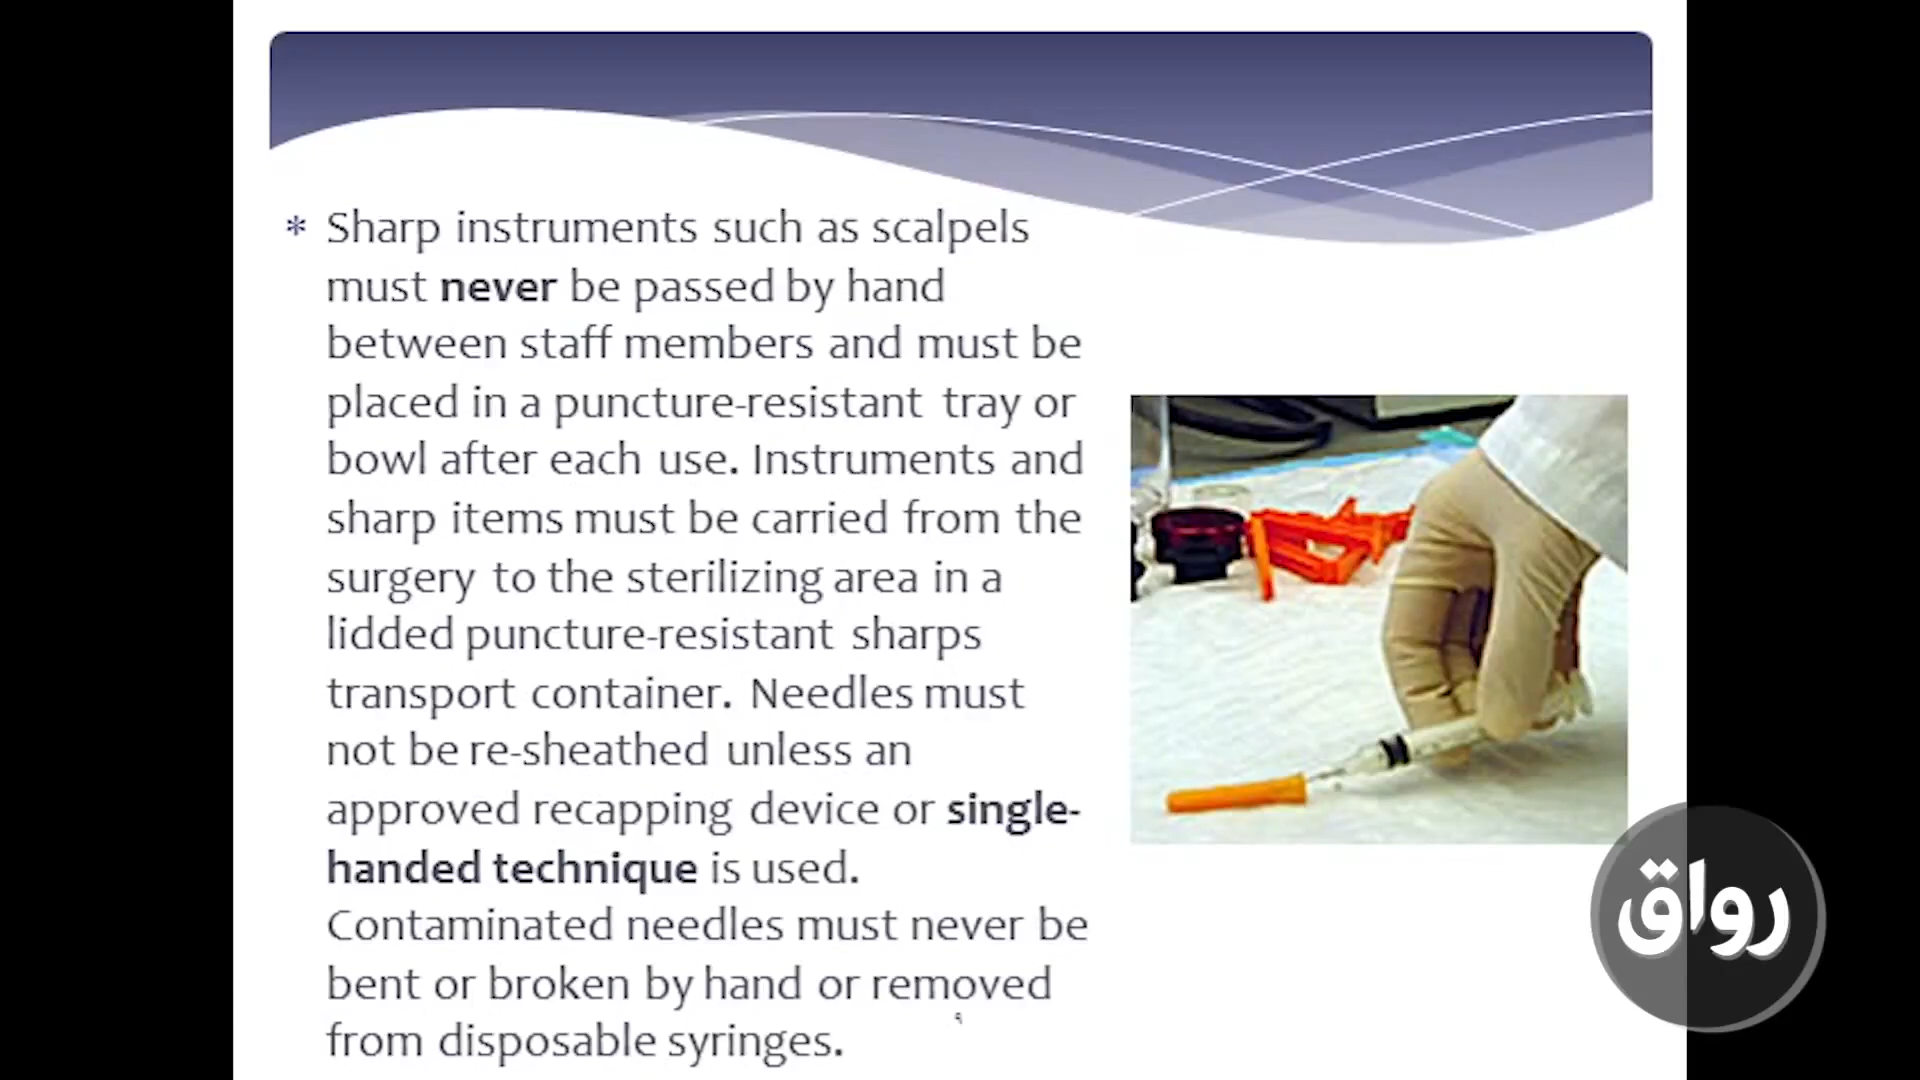 * Sharp instruments such as scalpels
must never be passed by hand
between staff members and must be
placed in a puncture-resistant tray or
bowl after each use. Instruments and
sharp items must be carried from the
surgery to the sterilizing area in a
lidded puncture-resistant sharps
transport container. Needles must
not be re-sheathed unless an
approved recapping device or single-
handed technique is used.
Contaminated needles must never be
bent or broken by hand or removed
from disposable syringes.
٩
رواق